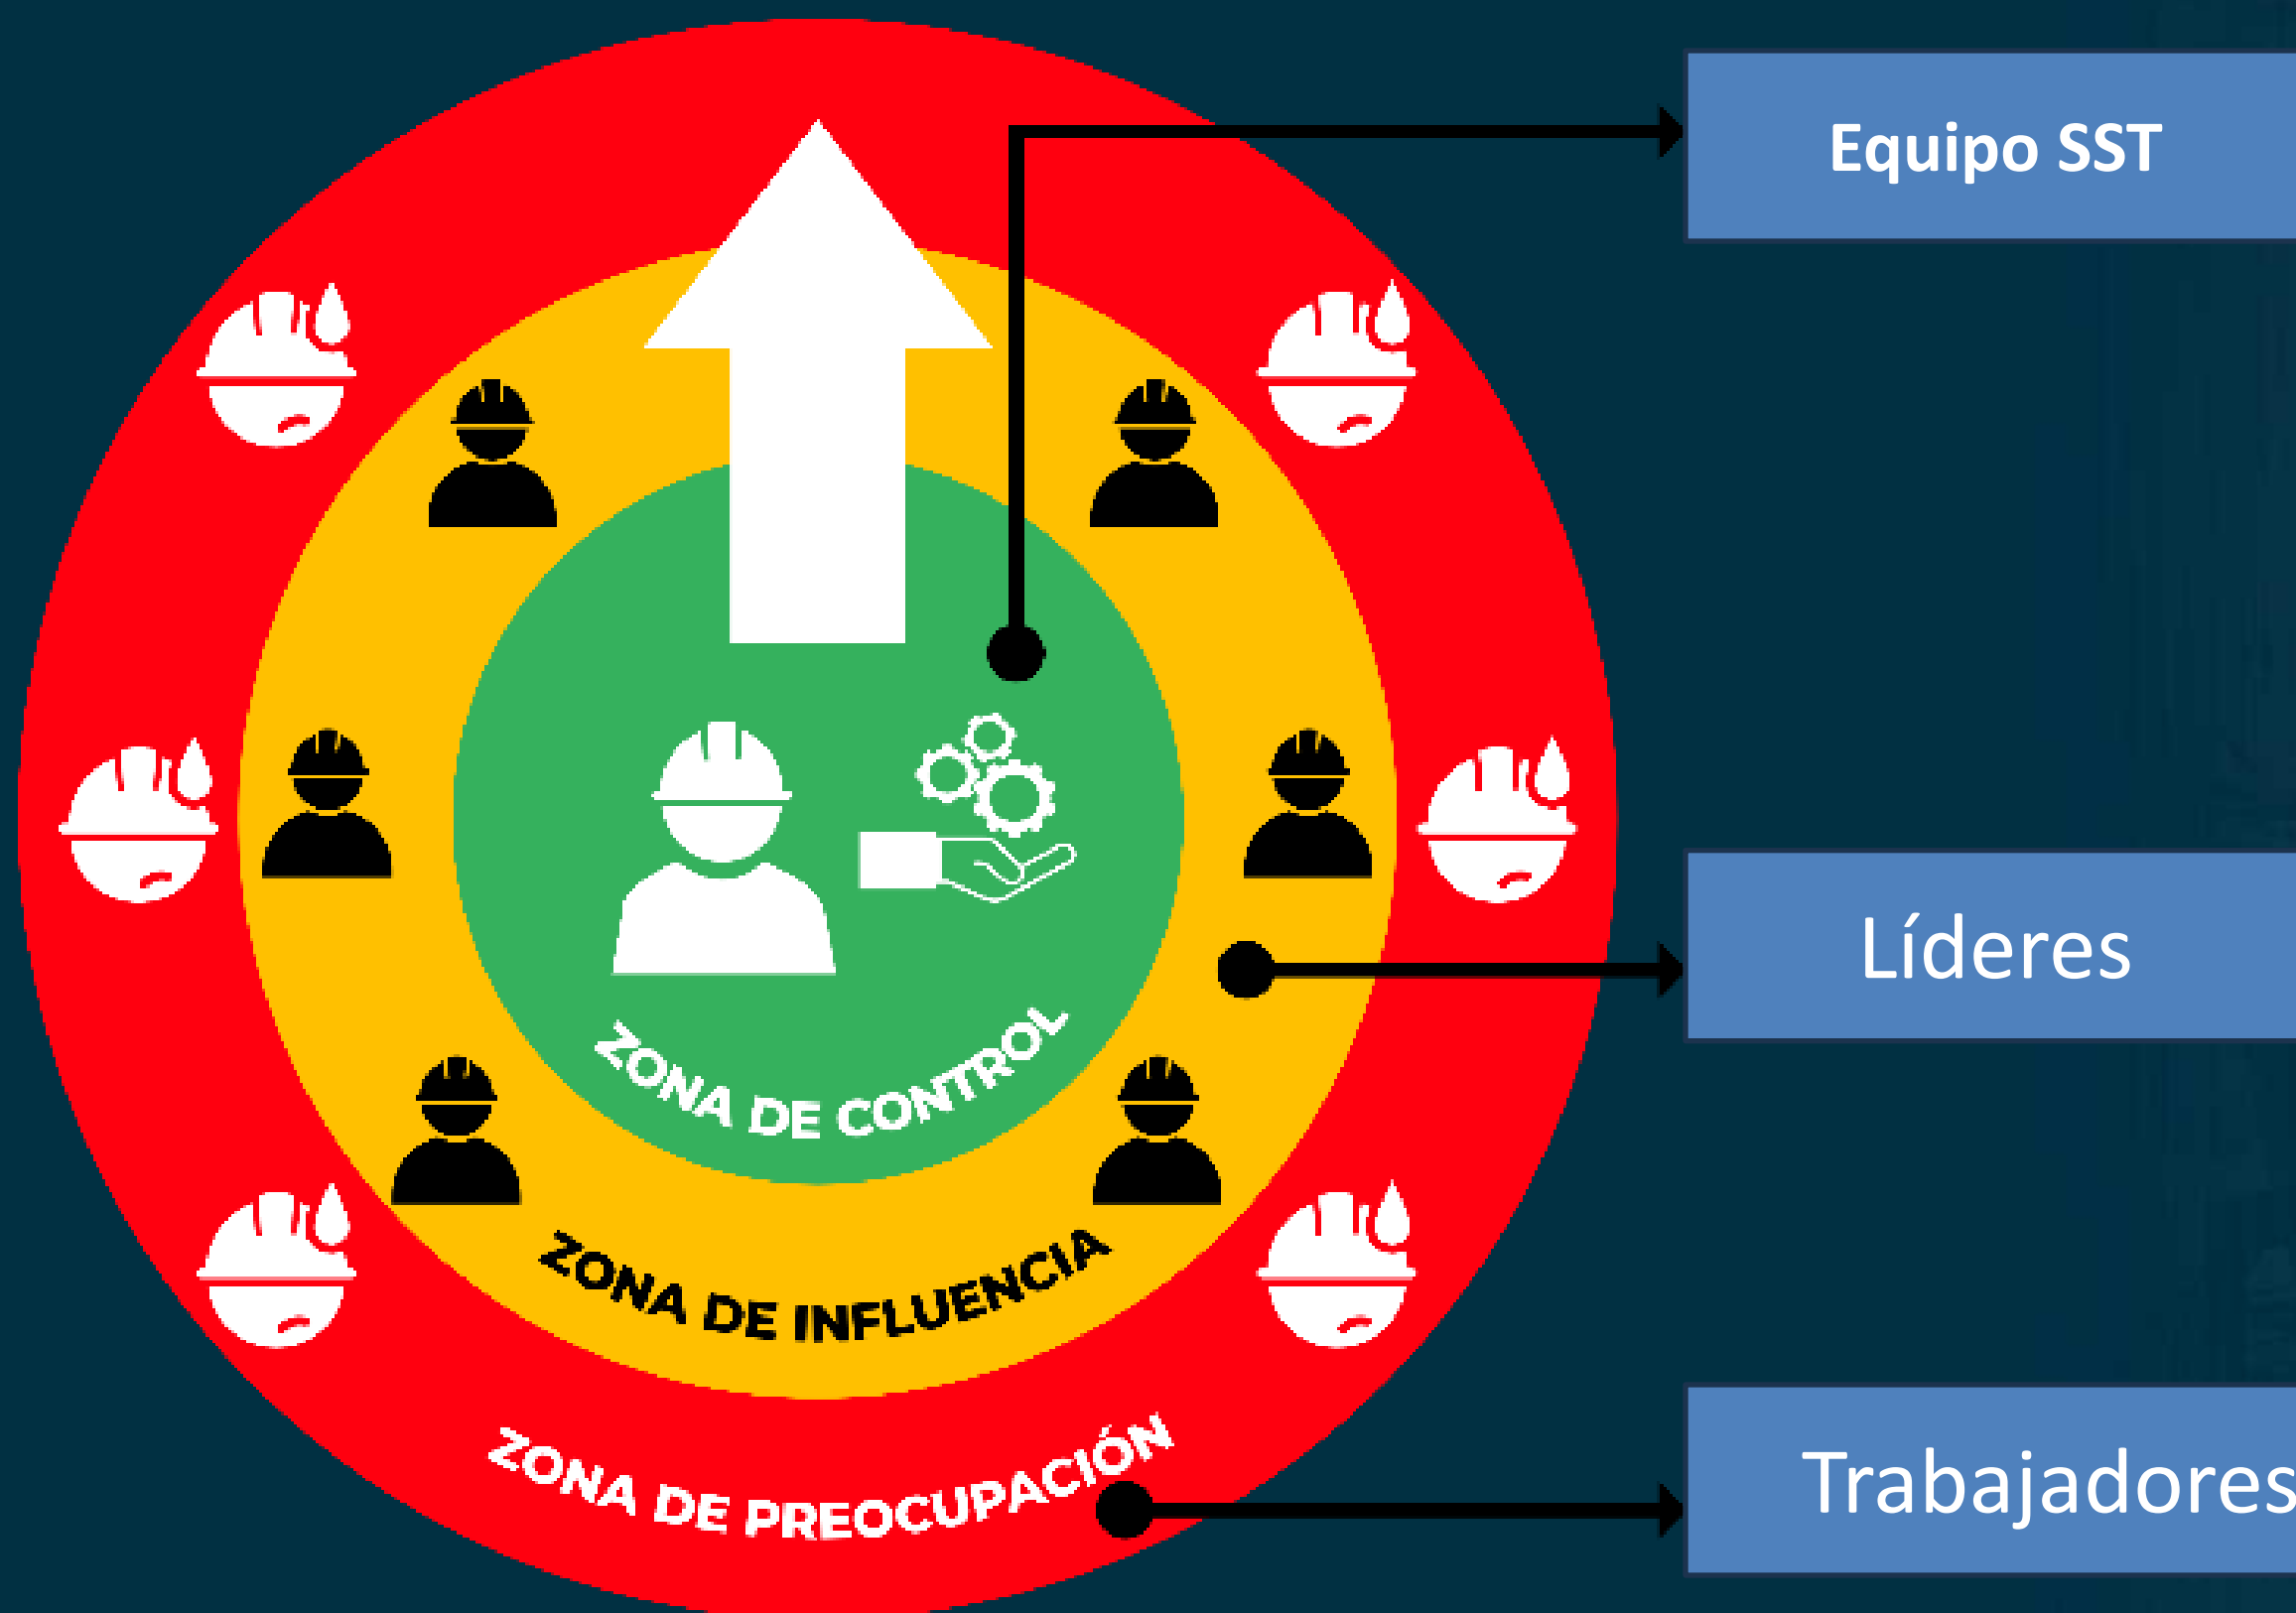 Equipo SST
Líderes
ZONA DE CONTROL
ZONA DE INFLUENCIA
ZONA DE PREOCUPACIÓN
Trabajadores